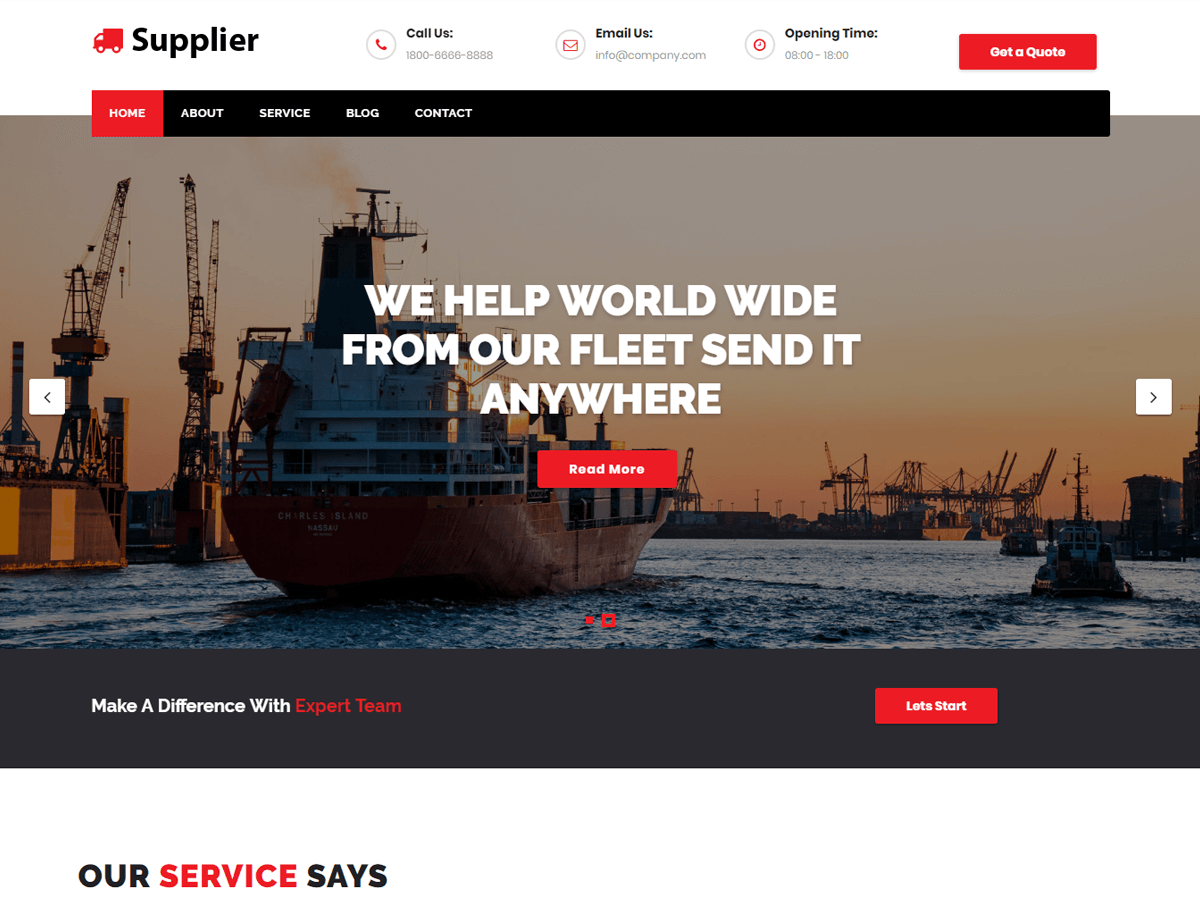 Supplier
Call Us:
1800-6666-8888
Email Us:
info@company.com
Opening Time:
08:00 - 18:00
Get a Quote
HOME
ABOUT
SERVICE
BLOG
CONTACT
WE HELP WORLD WIDE
FROM OUR FLEET SEND IT
ANYWHERE
Read More
CHARLES ISLAND
NASSAU
Make A Difference With Expert Team
Lets Start
OUR SERVICE SAYS